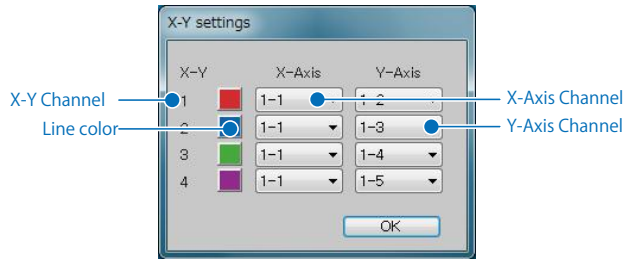 X-Y settings
X-Y X-Axis Y-Axis
X-Y Channel 1 1-1 1-2 X-Axis Channel
Line color 2 1-1 1-3 Y-Axis Channel
3 1-1 1-4
4 1-1 1-5
OK